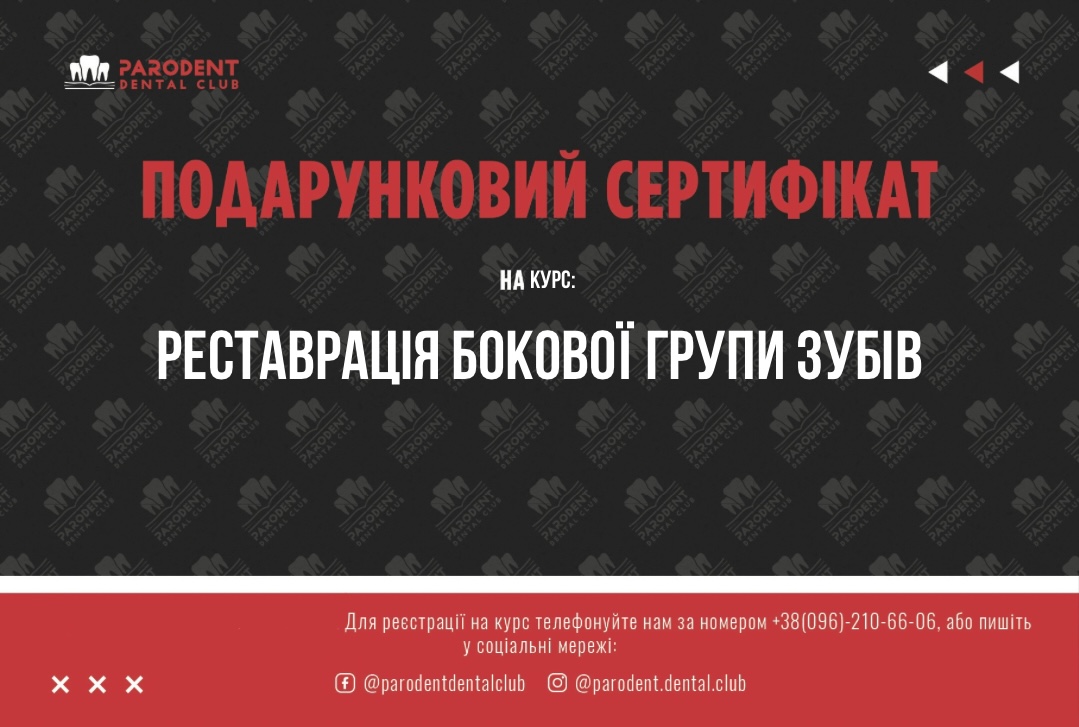 PARODENT
DENTAL CLUB
ПОДАРУНКОВИЙ СЕРТИФІКАТ
НА КУРС:
РЕСТАВРАЦІЯ БОКОВОЇ ГРУПИ ЗУБІВ
Для реєстрації на курс телефонуйте нам за номером +38(096)-210-66-06, або пишіть
у соціальні мережі:
@parodentdentalclub @parodent.dental.club